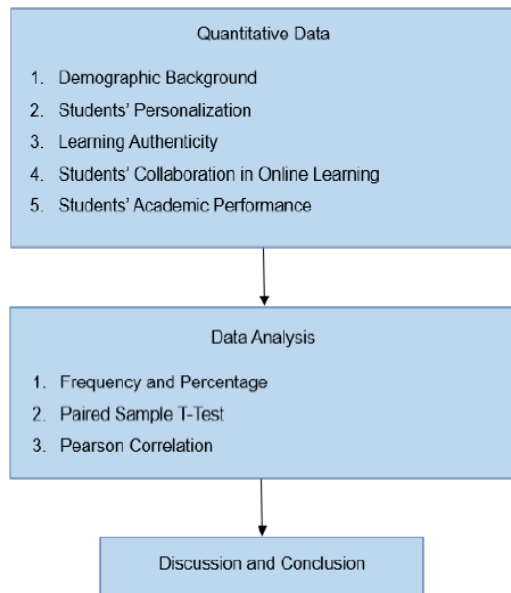 Quantitative Data
1. Demographic Background
2. Students' Personalization
3. Learning Authenticity
4. Students' Collaboration in Online Learning
5. Students' Academic Performance
Data Analysis
1. Frequency and Percentage
2. Paired Sample T-Test
3. Pearson Correlation
Discussion and Conclusion